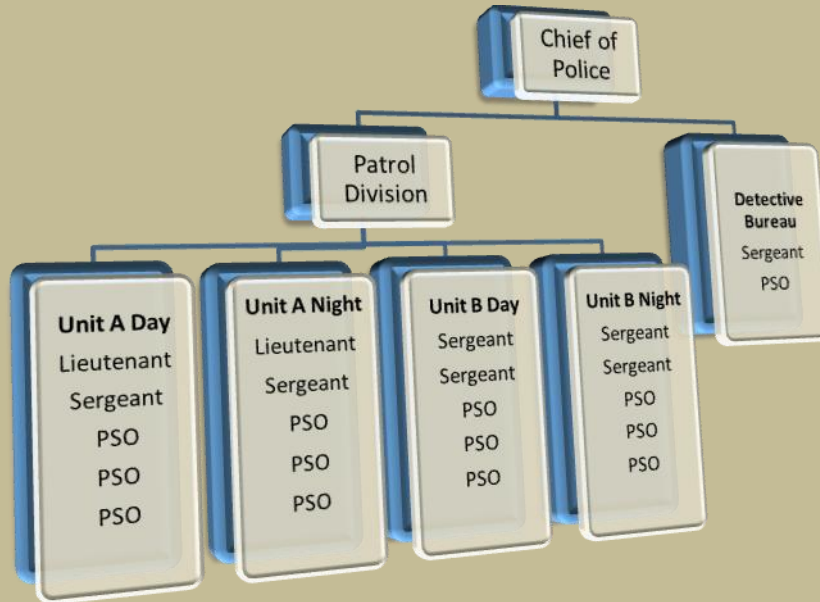 Chief of
Police
Patrol
Division
Detective
Bureau
Sergeant
PSO
Unit A Day
Lieutenant
Sergeant
PSO
PSO
PSO
Unit A Night
Lieutenant
Sergeant
PSO
PSO
PSO
Unit B Day
Sergeant
Sergeant
PSO
PSO
PSO
Unit B Night
Sergeant
Sergeant
PSO
PSO
PSO